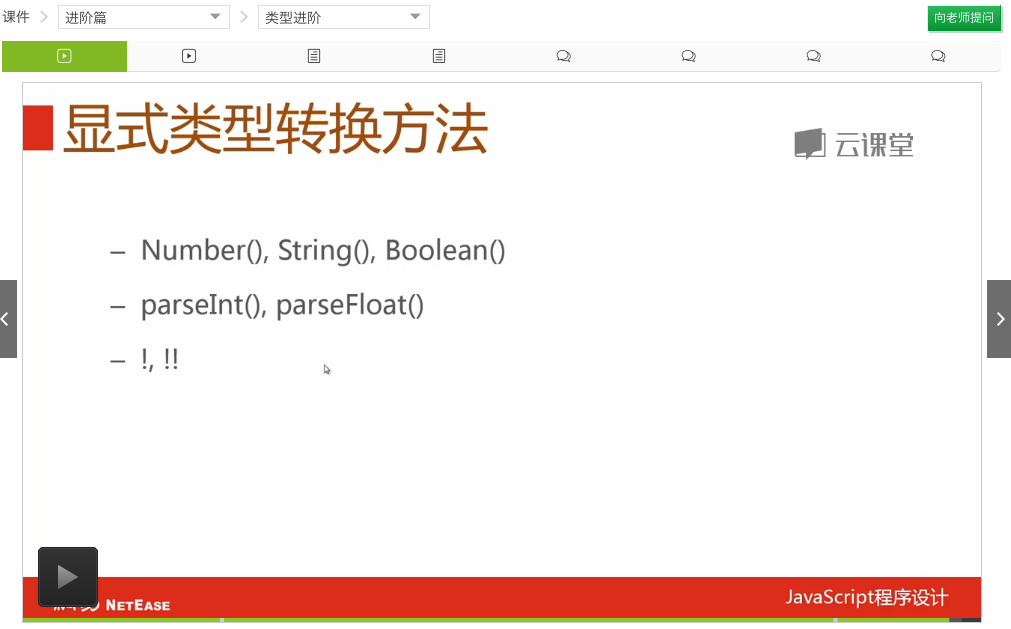 课件 进阶篇 类型进阶 向老师提问
显式类型转换方法
云课堂
– Number(), String(), Boolean()
– parseInt(), parseFloat()
– !, !!
NETEASE
JavaScript程序设计